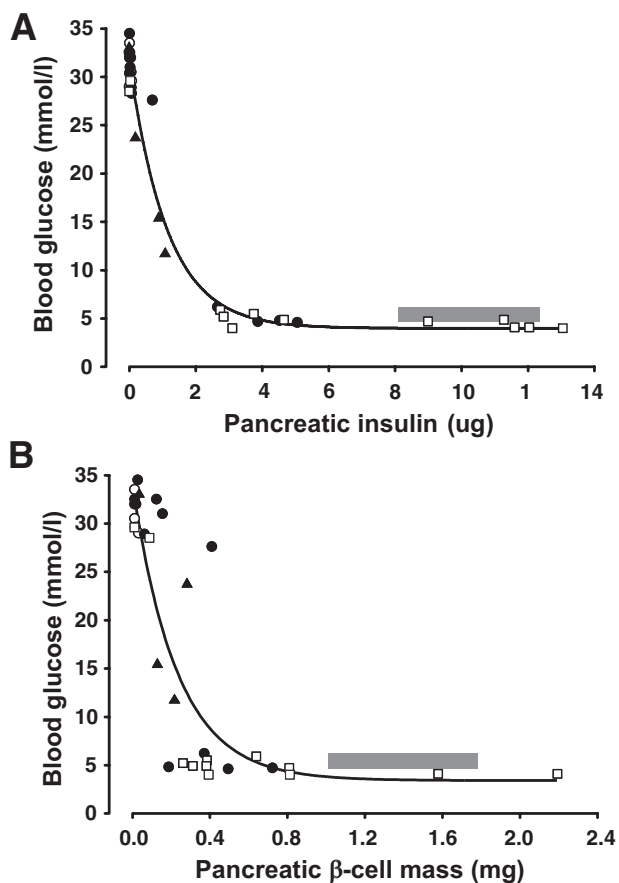 A
35
30
25
20
15
10
5
0
Blood glucose (mmol/l)
0 2 4 6 8 10 1 14
Pancreatic insulin (ug)
B
35
30
25
20
15
10
5
0
Blood glucose (mmol/l)
0.0 0.4 0.8 1.2 1.6 2.0 2.4
Pancreatic β-cell mass (mg)